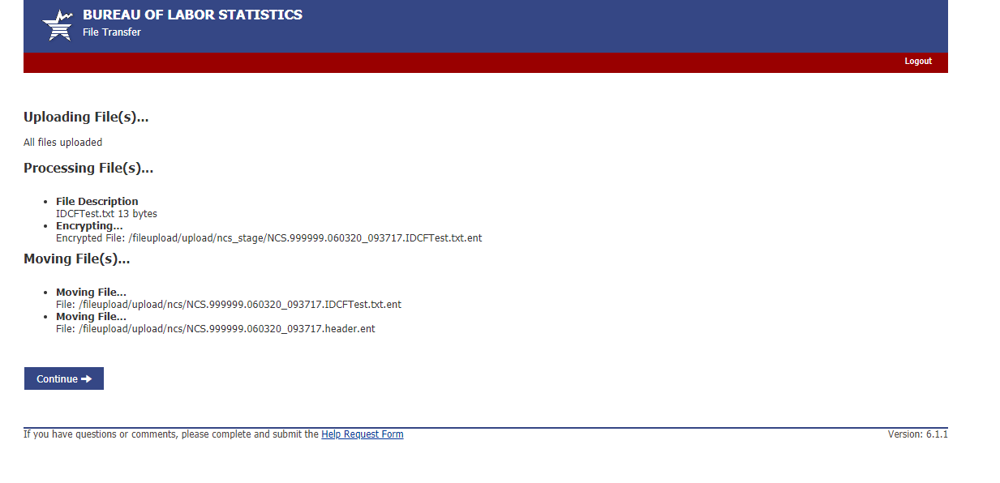 BUREAU OF LABOR STATISTICS
File Transfer
Logout
Uploading File(s)...
All files uploaded
Processing File(s)...
• File Description
IDCFTest.txt 13 bytes
• Encrypting...
Encrypted File: /fileupload/upload/ncs_stage/NCS.999999.060320_093717.IDCFTest.txt.ent
Moving File(s)...
• Moving File...
File: /fileupload/upload/ncs/NCS.999999.060320_093717.IDCFTest.txt.ent
• Moving File...
File: /fileupload/upload/ncs/NCS.999999.060320_093717.header.ent
Continue →
If you have questions or comments, please complete and submit the Help Request Form Version: 6.1.1